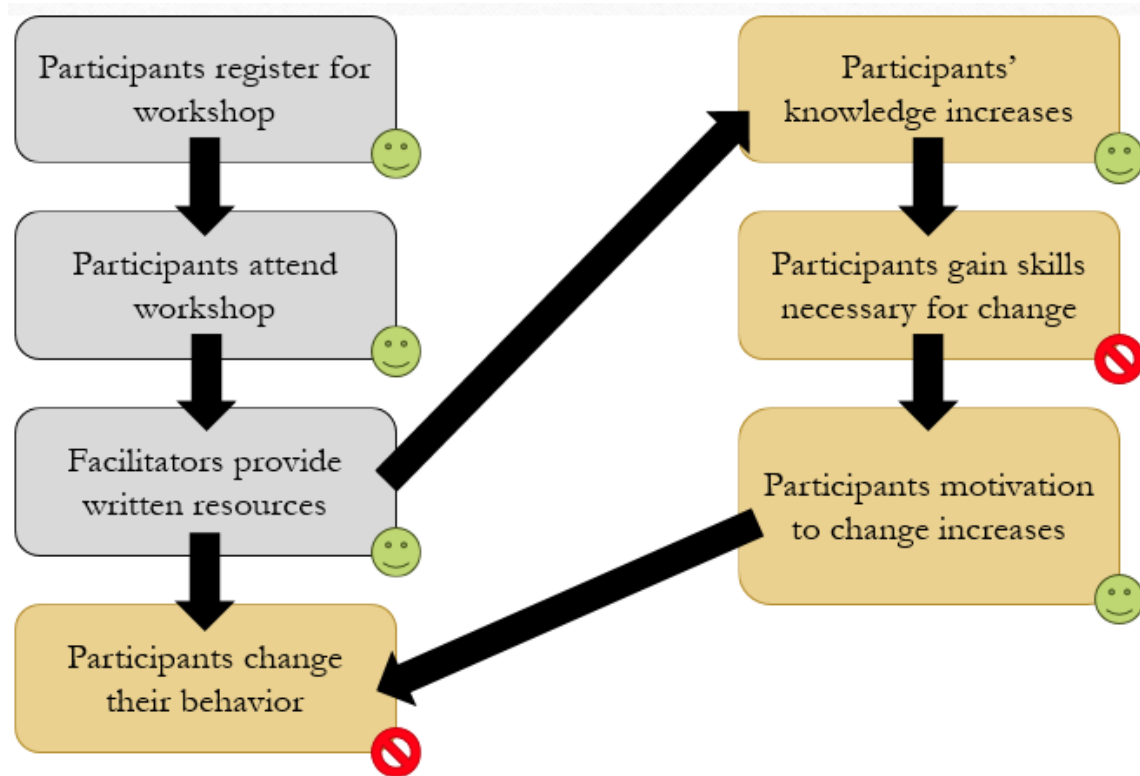 Participants register for
workshop
Participants attend
workshop
Facilitators provide
written resources
Participants change
their behavior
Participants’
knowledge increases
Participants gain skills
necessary for change
Participants motivation
to change increases